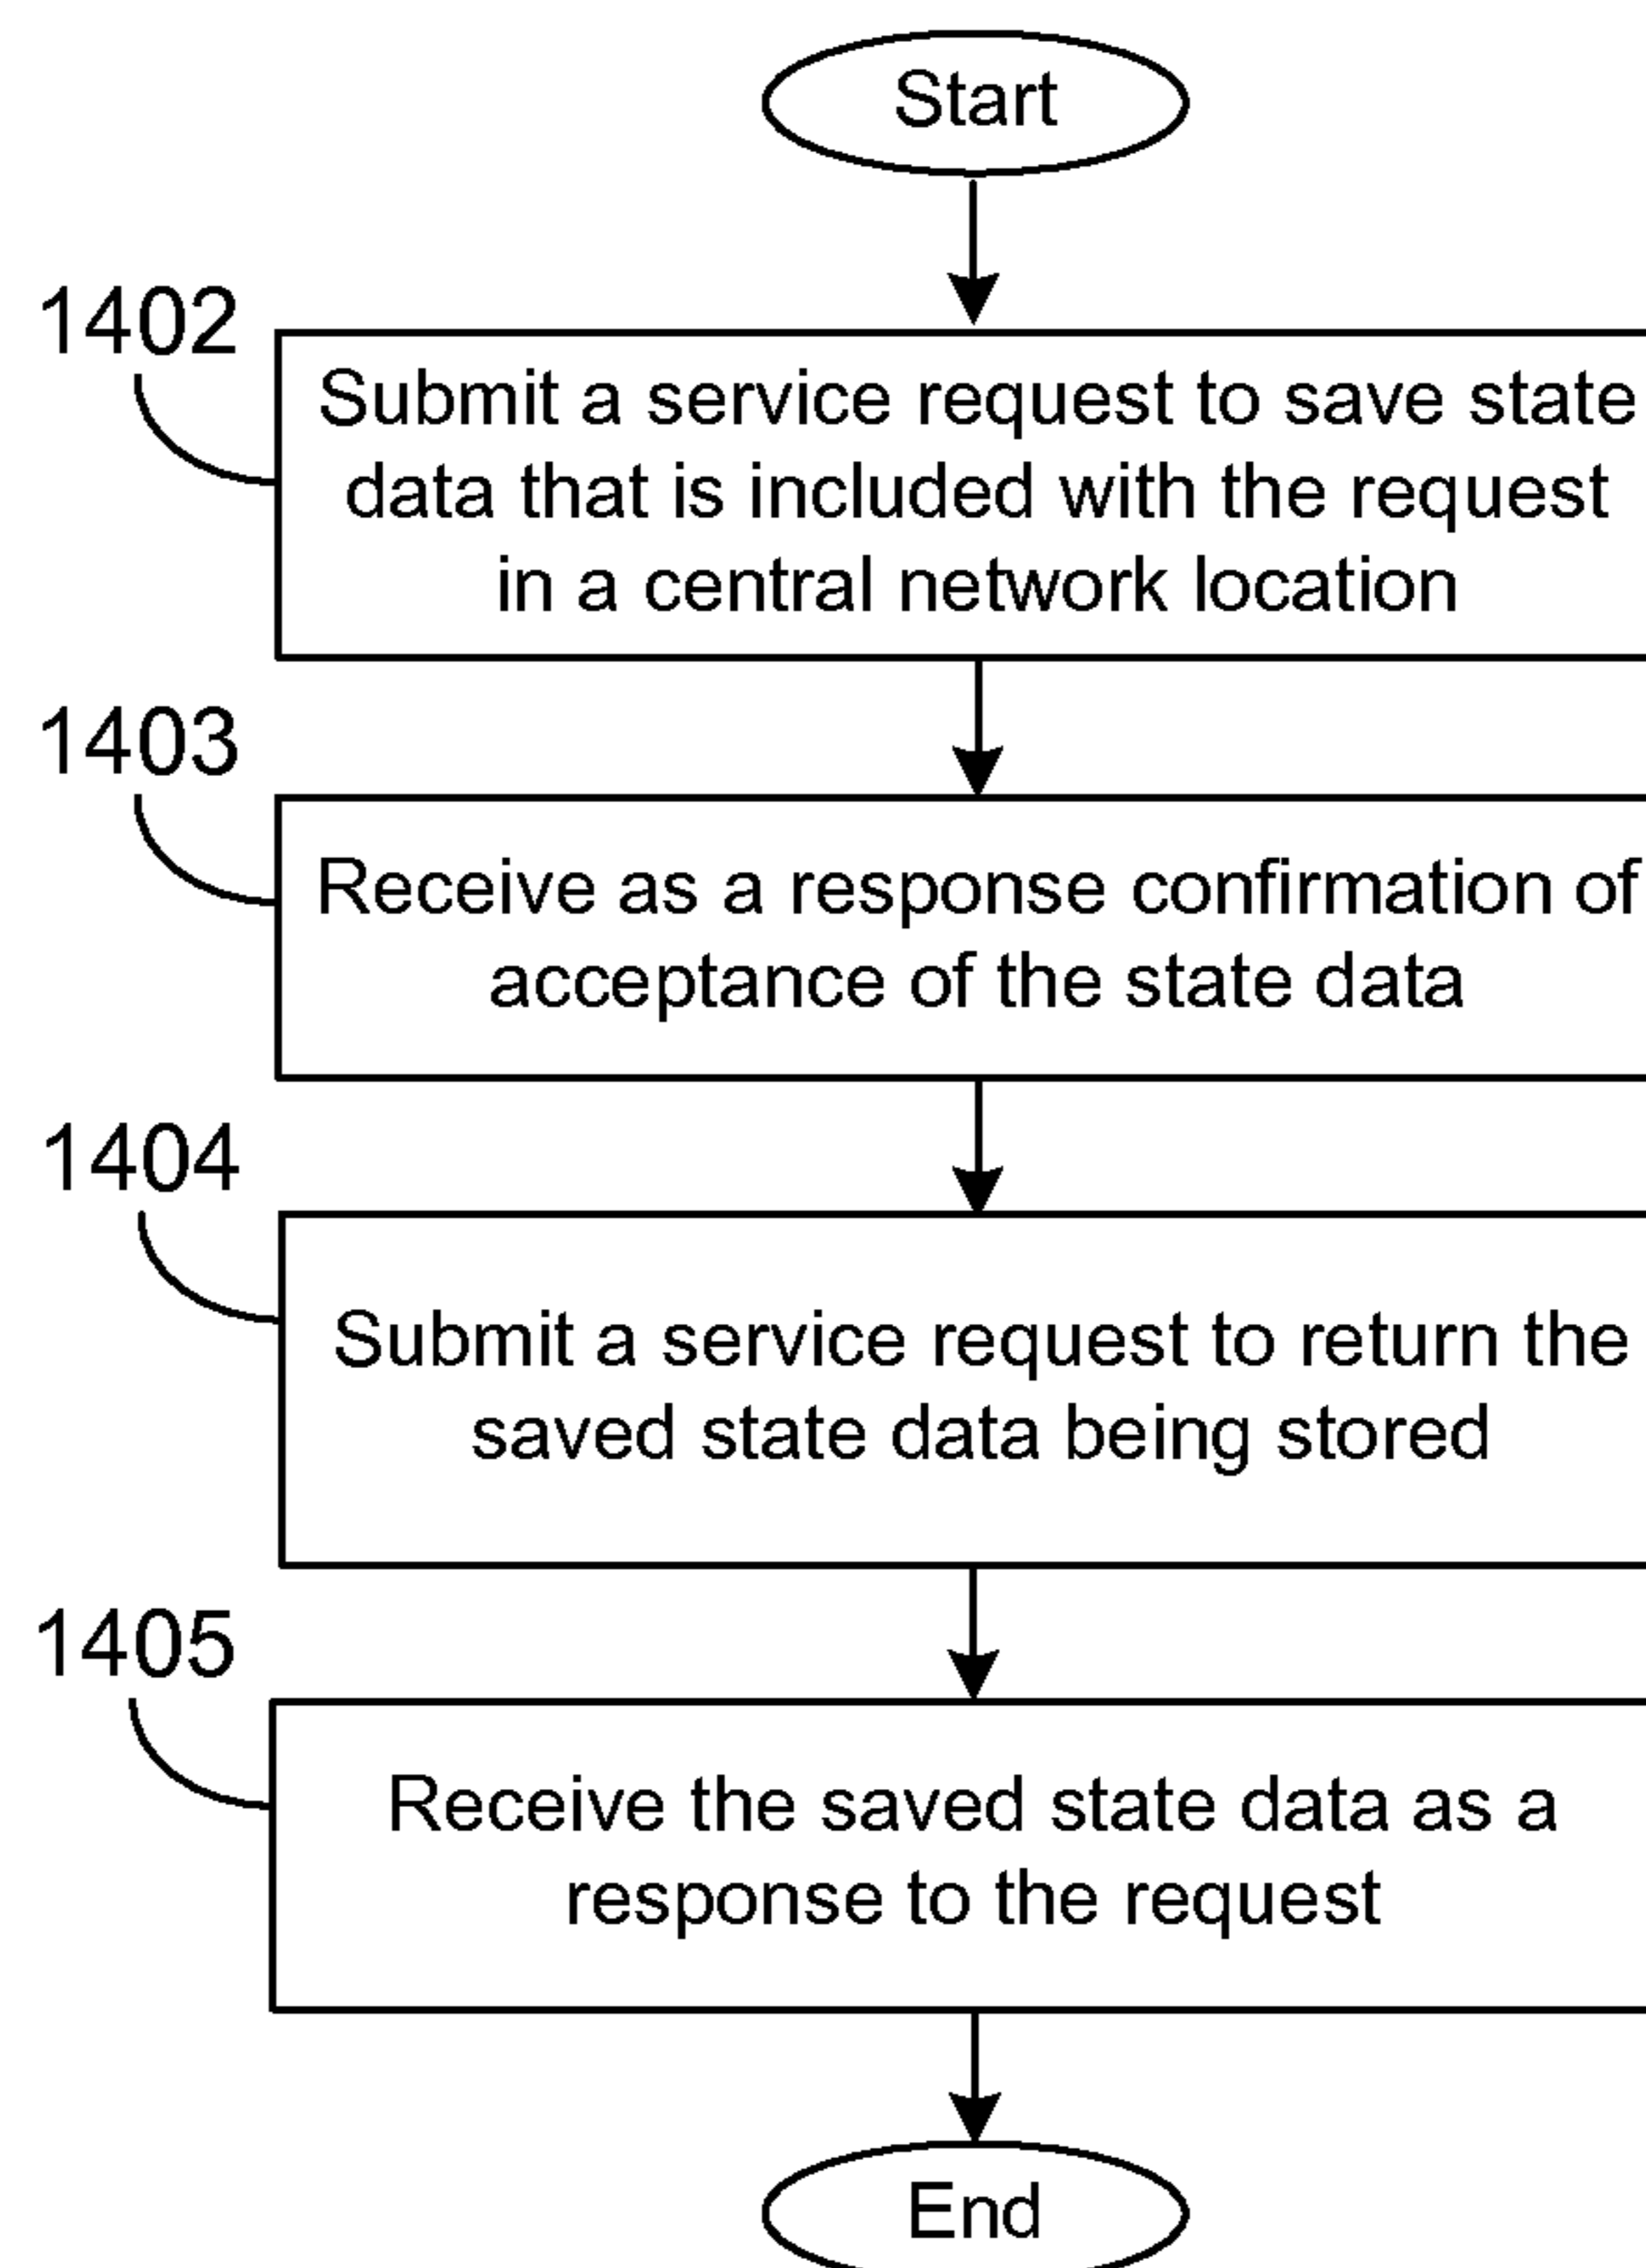 Start
1402
Submit a service request to save state
data that is included with the request
in a central network location
1403
Receive as a response confirmation of
acceptance of the state data
1404
Submit a service request to return the
saved state data being stored
1405
Receive the saved state data as a
response to the request
End